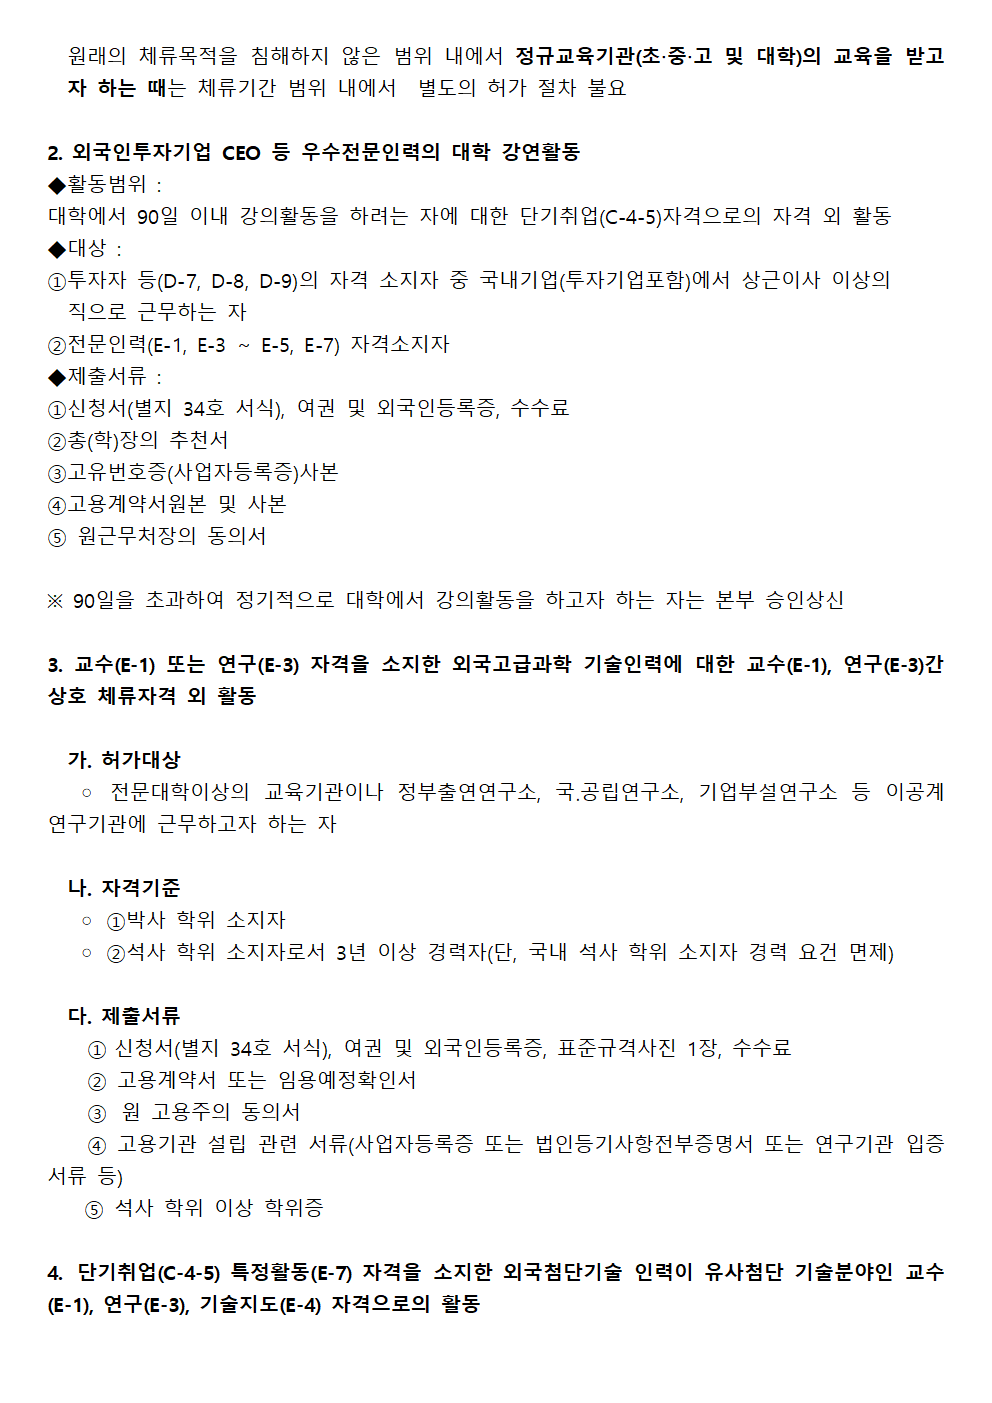 원래의 체류목적을 침해하지 않은 범위 내에서 정규교육기관(초·중·고 및 대학)의 교육을 받고
자 하는 때는 체류기간 범위 내에서 별도의 허가 절차 불요
2. 외국인투자기업 CEO 등 우수전문인력의 대학 강연활동
◆활동범위 :
대학에서 90일 이내 강의활동을 하려는 자에 대한 단기취업(C-4-5)자격으로의 자격 외 활동
◆대상 :
①투자자 등(D-7, D-8, D-9)의 자격 소지자 중 국내기업(투자기업포함)에서 상근이사 이상의
직으로 근무하는 자
②전문인력(E-1, E-3 ~ E-5, E-7) 자격소지자
◆제출서류 :
①신청서(별지 34호 서식), 여권 및 외국인등록증, 수수료
②총(학)장의 추천서
③고유번호증(사업자등록증)사본
④고용계약서원본 및 사본
⑤ 원근무처장의 동의서
※ 90일을 초과하여 정기적으로 대학에서 강의활동을 하고자 하는 자는 본부 승인상신
3. 교수(E-1) 또는 연구(E-3) 자격을 소지한 외국고급과학 기술인력에 대한 교수(E-1), 연구(E-3)간
상호 체류자격 외 활동
가. 허가대상
○ 전문대학이상의 교육기관이나 정부출연연구소, 국.공립연구소, 기업부설연구소 등 이공계
연구기관에 근무하고자 하는 자
나. 자격기준
○ ①박사 학위 소지자
○ ②석사 학위 소지자로서 3년 이상 경력자(단, 국내 석사 학위 소지자 경력 요건 면제)
다. 제출서류
① 신청서(별지 34호 서식), 여권 및 외국인등록증, 표준규격사진 1장, 수수료
② 고용계약서 또는 임용예정확인서
③ 원 고용주의 동의서
④ 고용기관 설립 관련 서류(사업자등록증 또는 법인등기사항전부증명서 또는 연구기관 입증
서류 등)
⑤ 석사 학위 이상 학위증
4. 단기취업(C-4-5) 특정활동(E-7) 자격을 소지한 외국첨단기술 인력이 유사첨단 기술분야인 교수
(E-1), 연구(E-3), 기술지도(E-4) 자격으로의 활동